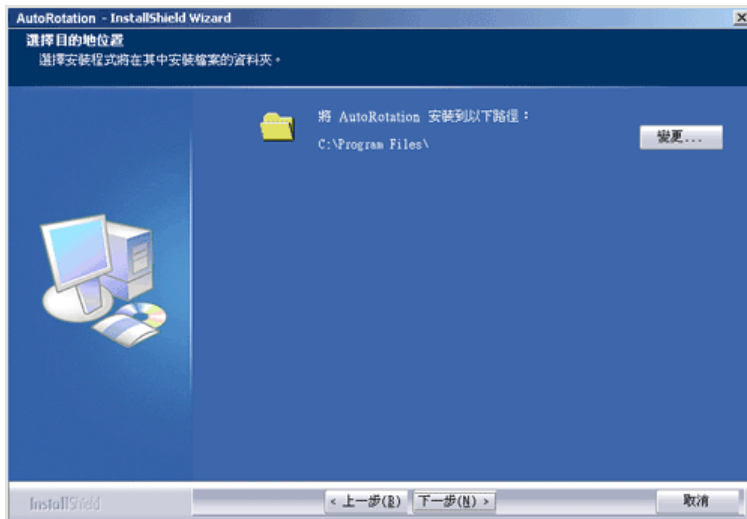 AutoRotation - InstallShield Wizard
選擇目的地位置
選擇安裝程式將在其中安裝檔案的資料夾。
將 AutoRotation 安裝到以下路徑：
C:\Program Files\
變更...
InstallShield
< 上一步(B)
下一步(N) >
取消